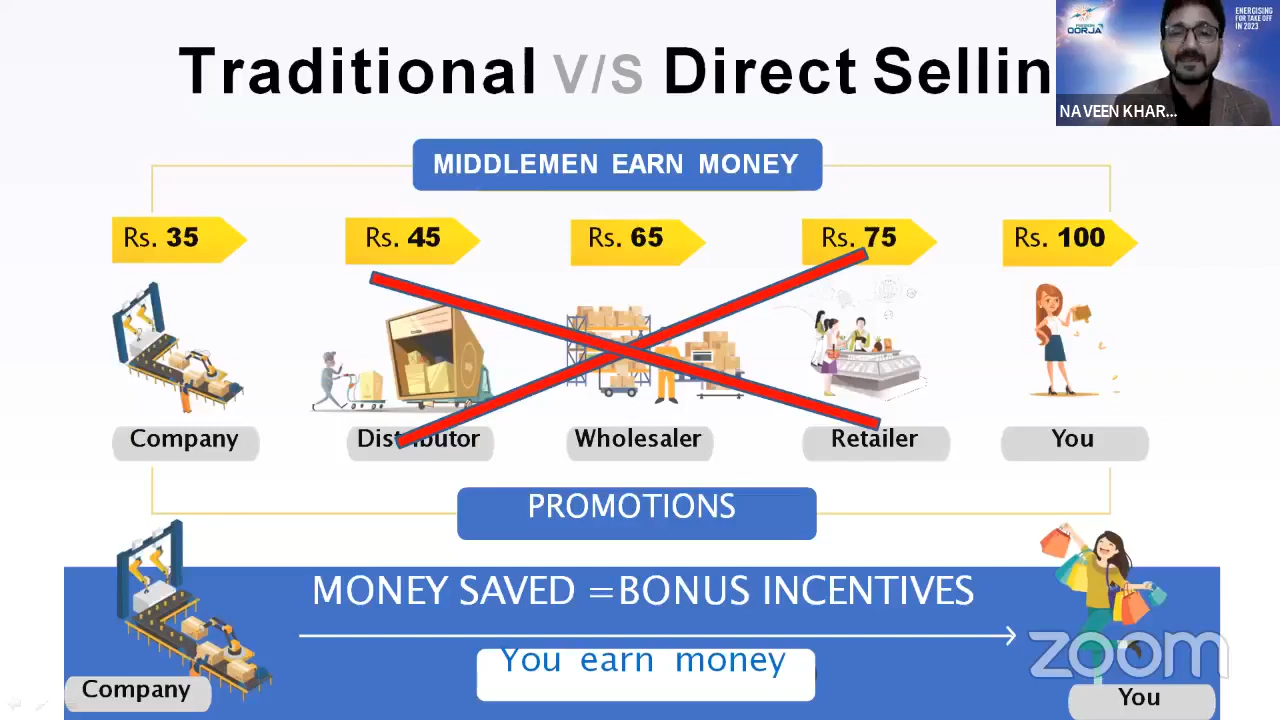 Traditional V/S Direct Sellin
OORJA
ENERGISING
FOR TAKE OFF
IN 2023
NAVEEN KHAR...
MIDDLEMEN EARN MONEY
Rs. 35
Rs. 45
Rs. 65
Rs. 75
Rs. 100
Company
Distributor
Wholesaler
Retailer
You
PROMOTIONS
MONEY SAVED =BONUS INCENTIVES
You earn money
zoom
Company
You